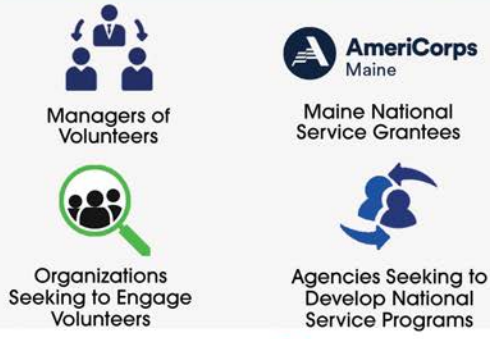 AmeriCorps
Maine
Managers of
Volunteers
Maine National
Service Grantees
Organizations
Seeking to Engage
Volunteers
Agencies Seeking to
Develop National
Service Programs